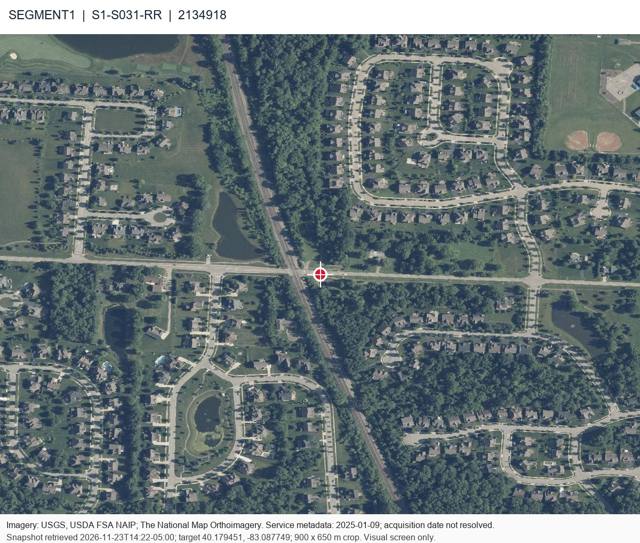 SEGMENT1 | S1-S031-RR | 2134918
Imagery: USGS, USDA FSA NAIP; The National Map Orthoimagery. Service metadata: 2025-01-09; acquisition date not resolved.
Snapshot retrieved 2026-11-23T14:22-05:00; target 40.179451, -83.087749; 900 x 650 m crop. Visual screen only.